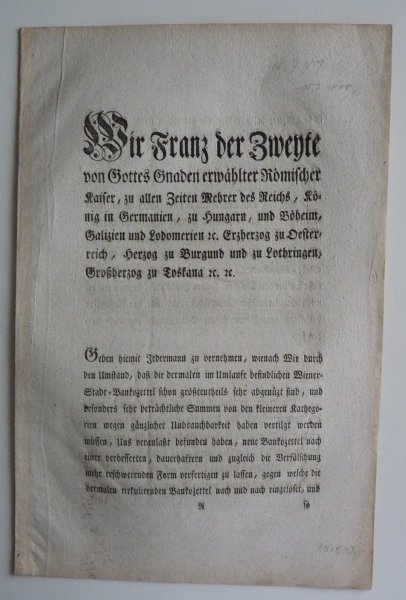 Wir Franz der Zweyte
von Gottes Gnaden erwählter Römischer
Kaiser, zu allen Zeiten Mehrer des Reichs, Kö-
nig in Germanien, zu Hungarn, und Böheim,
Galizien und Lodomerien ꝛc. Erzherzog zu Oester-
reich, Herzog zu Burgund und zu Lothringen,
Großherzog zu Toskana ꝛc. ꝛc.
Geben hiemit Jedermann zu vernehmen, wienach Wir durch
den Umstand, daß die dermalen im Umlaufe befindlichen Wiener-
Stadt-Bankozettel schon größtentheils sehr abgenüzt sind, und
besonders sehr beträchtliche Summen von den kleineren Kathego-
rien wegen gänzlicher Unbrauchbarkeit haben vertilgt werden
müssen, Uns veranlaßt befunden haben, neue Bankozettel nach
einer verbesserten, dauerhaftern und zugleich die Verfälschung
mehr erschwerenden Form verfertigen zu lassen, gegen welche die
dermalen cirkulirenden Bankozettel nach und nach eingelöset, und
A
so